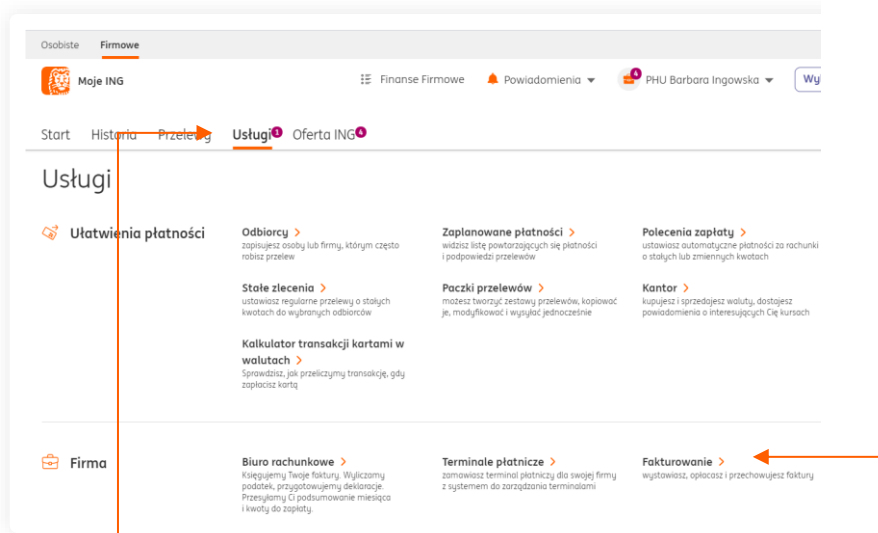 Osobiste Firmowe
Moje ING Finanse Firmowe Powiadomienia 4 PHU Barbara Ingowska
Start Historia Przelewy Usługi 1 Oferta ING 4
Usługi
Ułatwienia płatności
Odbiorcy >
zapisujesz osoby lub firmy, którym często
robisz przelew
Zaplanowane płatności >
widzisz listę powtarzających się płatności
i podpowiedzi przelewów
Polecenia zapłaty >
ustawiasz automatyczne płatności za rachunki
o stałych lub zmiennych kwotach
Stałe zlecenia >
ustawiasz regularne przelewy o stałych
kwotach do wybranych odbiorców
Paczki przelewów >
możesz tworzyć zestawy przelewów, kopiować
je, modyfikować i wysyłać jednocześnie
Kantor >
kupujesz i sprzedajesz waluty, dostajesz
powiadomienia o interesujących Cię kursach
Kalkulator transakcji kartami w
walutach >
Sprawdzisz, jak przeliczymy transakcję, gdy
zapłacisz kartą
Firma
Biuro rachunkowe >
Księgujemy Twoje faktury. Wyliczamy
podatek, przygotowujemy deklaracje.
Przesyłamy Ci podsumowanie miesiąca
i kwoty do zapłaty.
Terminale płatnicze >
zamawiasz terminal płatniczy dla swojej firmy
z systemem do zarządzania terminalami
Fakturowanie >
wystawiasz, opłacasz i przechowujesz faktury